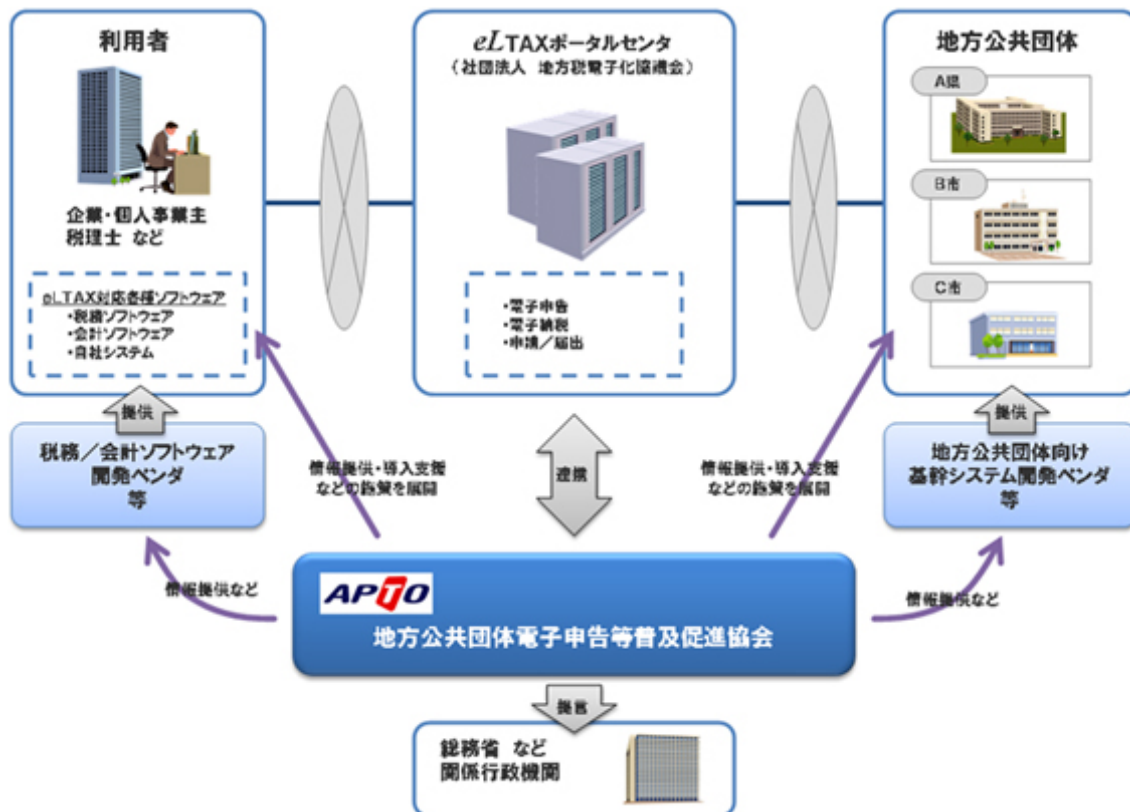 利用者
企業・個人事業主
税理士 など
eLTAX対応各種ソフトウェア
・税務ソフトウェア
・会計ソフトウェア
・自社システム
提供
税務／会計ソフトウェア
開発ベンダ
等
eLTAXポータルセンタ
（社団法人 地方税電子化協議会）
・電子申告
・電子納税
・申請／届出
地方公共団体
A県
B市
C市
提供
地方公共団体向け
基幹システム開発ベンダ
等
情報提供・導入支援
などの施策を展開
連携
情報提供・導入支援
などの施策を展開
情報提供など
情報提供など
APTO
地方公共団体電子申告等普及促進協会
提言
総務省 など
関係行政機関